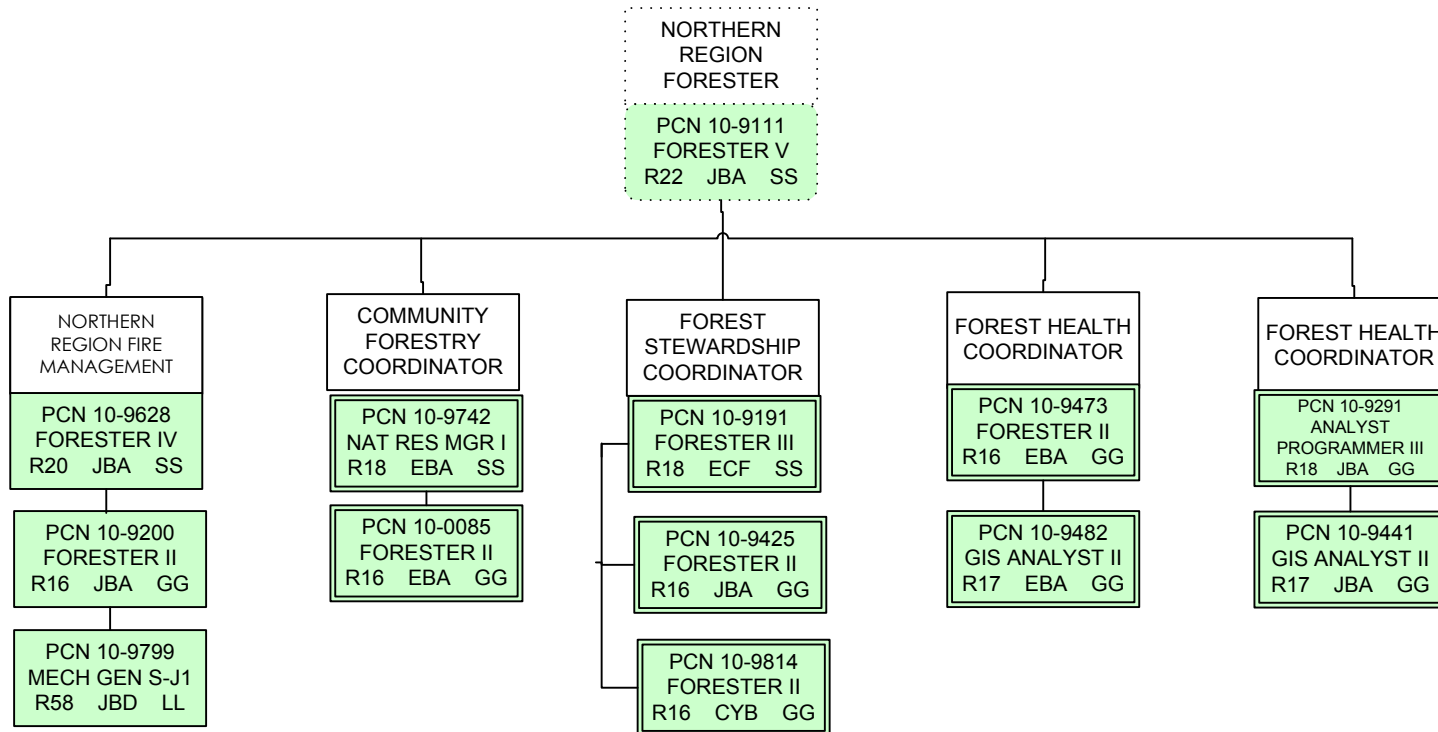 NORTHERN
REGION
FORESTER
PCN 10-9111
FORESTER V
R22 JBA SS
NORTHERN
REGION FIRE
MANAGEMENT
PCN 10-9628
FORESTER IV
R20 JBA SS
PCN 10-9200
FORESTER II
R16 JBA GG
PCN 10-9799
MECH GEN S-J1
R58 JBD LL
COMMUNITY
FORESTRY
COORDINATOR
PCN 10-9742
NAT RES MGR I
R18 EBA SS
PCN 10-0085
FORESTER II
R16 EBA GG
FOREST
STEWARDSHIP
COORDINATOR
PCN 10-9191
FORESTER III
R18 ECF SS
PCN 10-9425
FORESTER II
R16 JBA GG
PCN 10-9814
FORESTER II
R16 CYB GG
FOREST HEALTH
COORDINATOR
PCN 10-9473
FORESTER II
R16 EBA GG
PCN 10-9482
GIS ANALYST II
R17 EBA GG
FOREST HEALTH
COORDINATOR
PCN 10-9291
ANALYST
PROGRAMMER III
R18 JBA GG
PCN 10-9441
GIS ANALYST II
R17 JBA GG